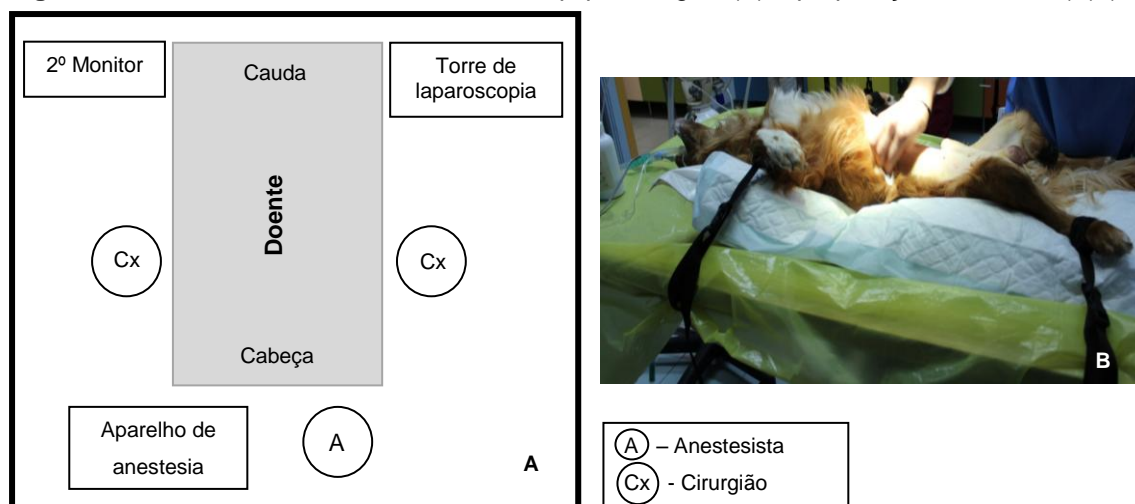 2º Monitor
Cauda
Torre de
laparoscopia
Doente
Cx
Cx
Cabeça
Aparelho de
anestesia
A
A
B
A – Anestesista
Cx - Cirurgião